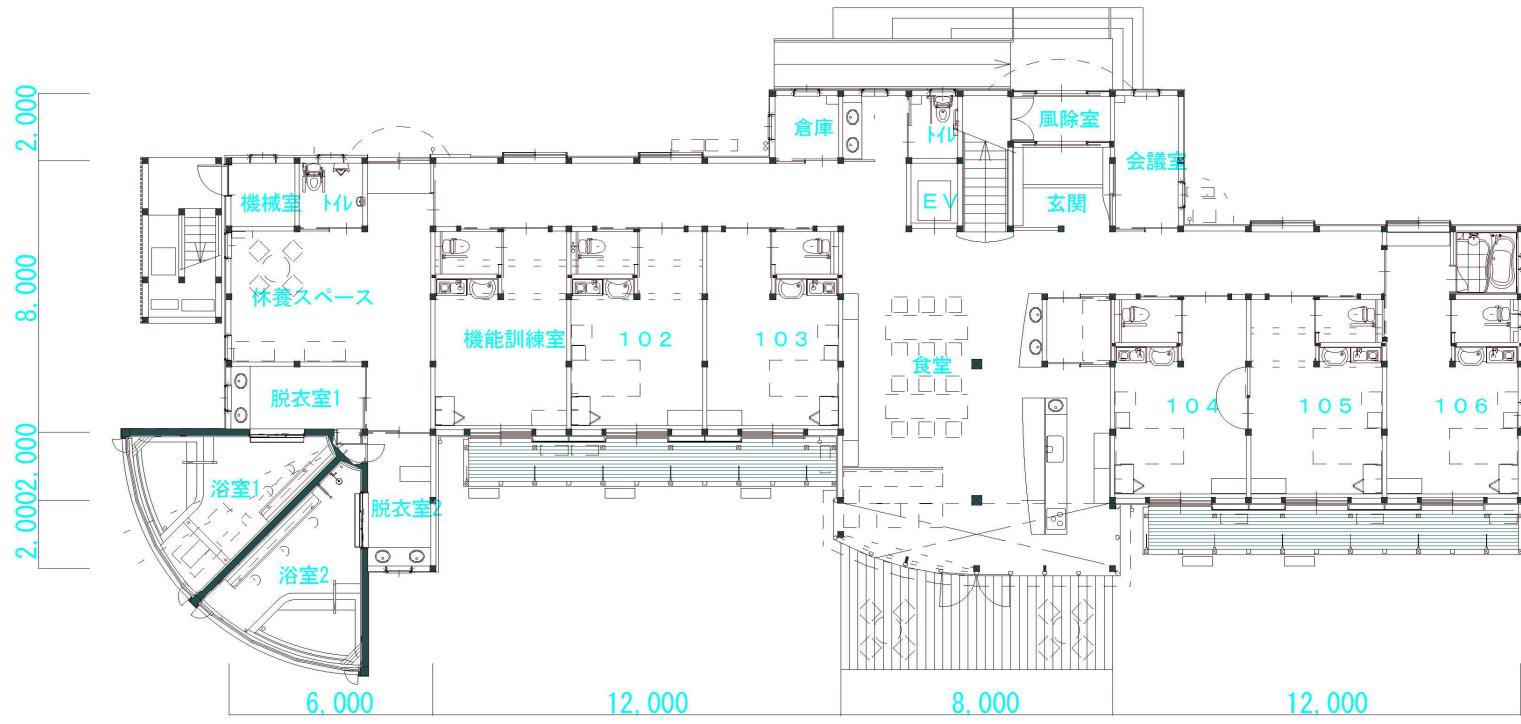 2,000
8,000
2,000
2,000
倉庫
トイレ
風除室
会議室
機械室
トイレ
EV
玄関
休養スペース
機能訓練室
102
103
食堂
脱衣室1
104
105
106
浴室1
脱衣室2
浴室2
6,000
12,000
8,000
12,000